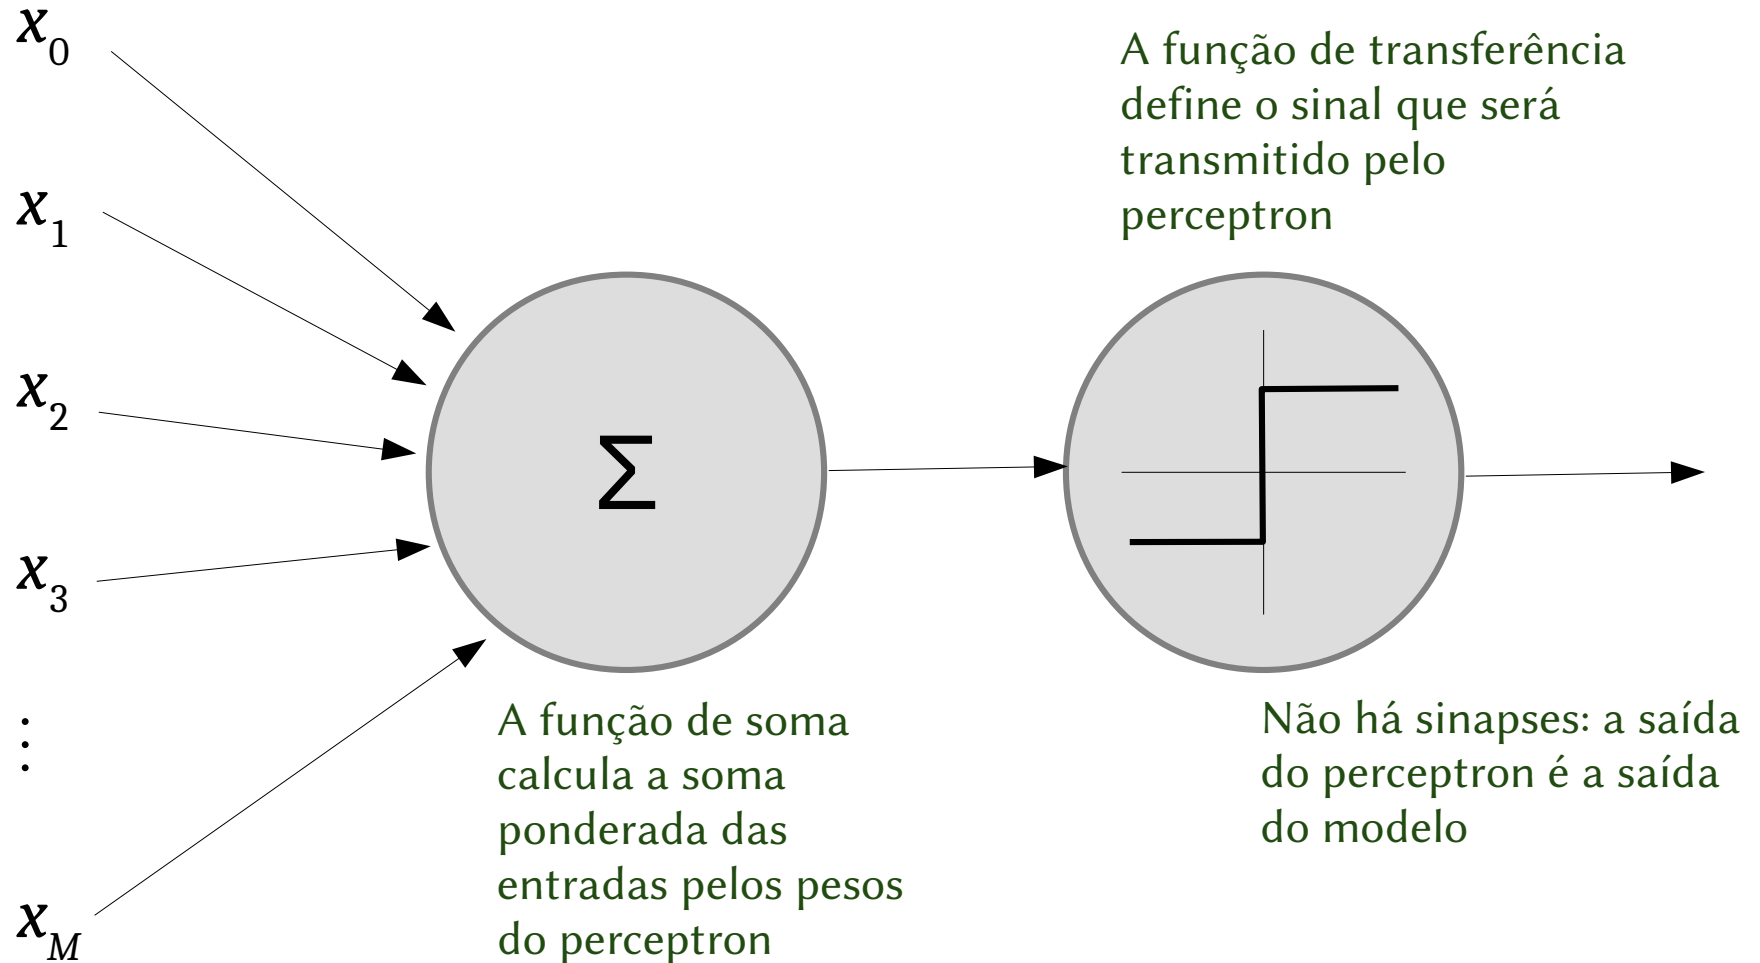 x0
x1
x2
x3
⋮
xM
Σ
A função de soma
calcula a soma
ponderada das
entradas pelos pesos
do perceptron
A função de transferência
define o sinal que será
transmitido pelo
perceptron
Não há sinapses: a saída
do perceptron é a saída
do modelo